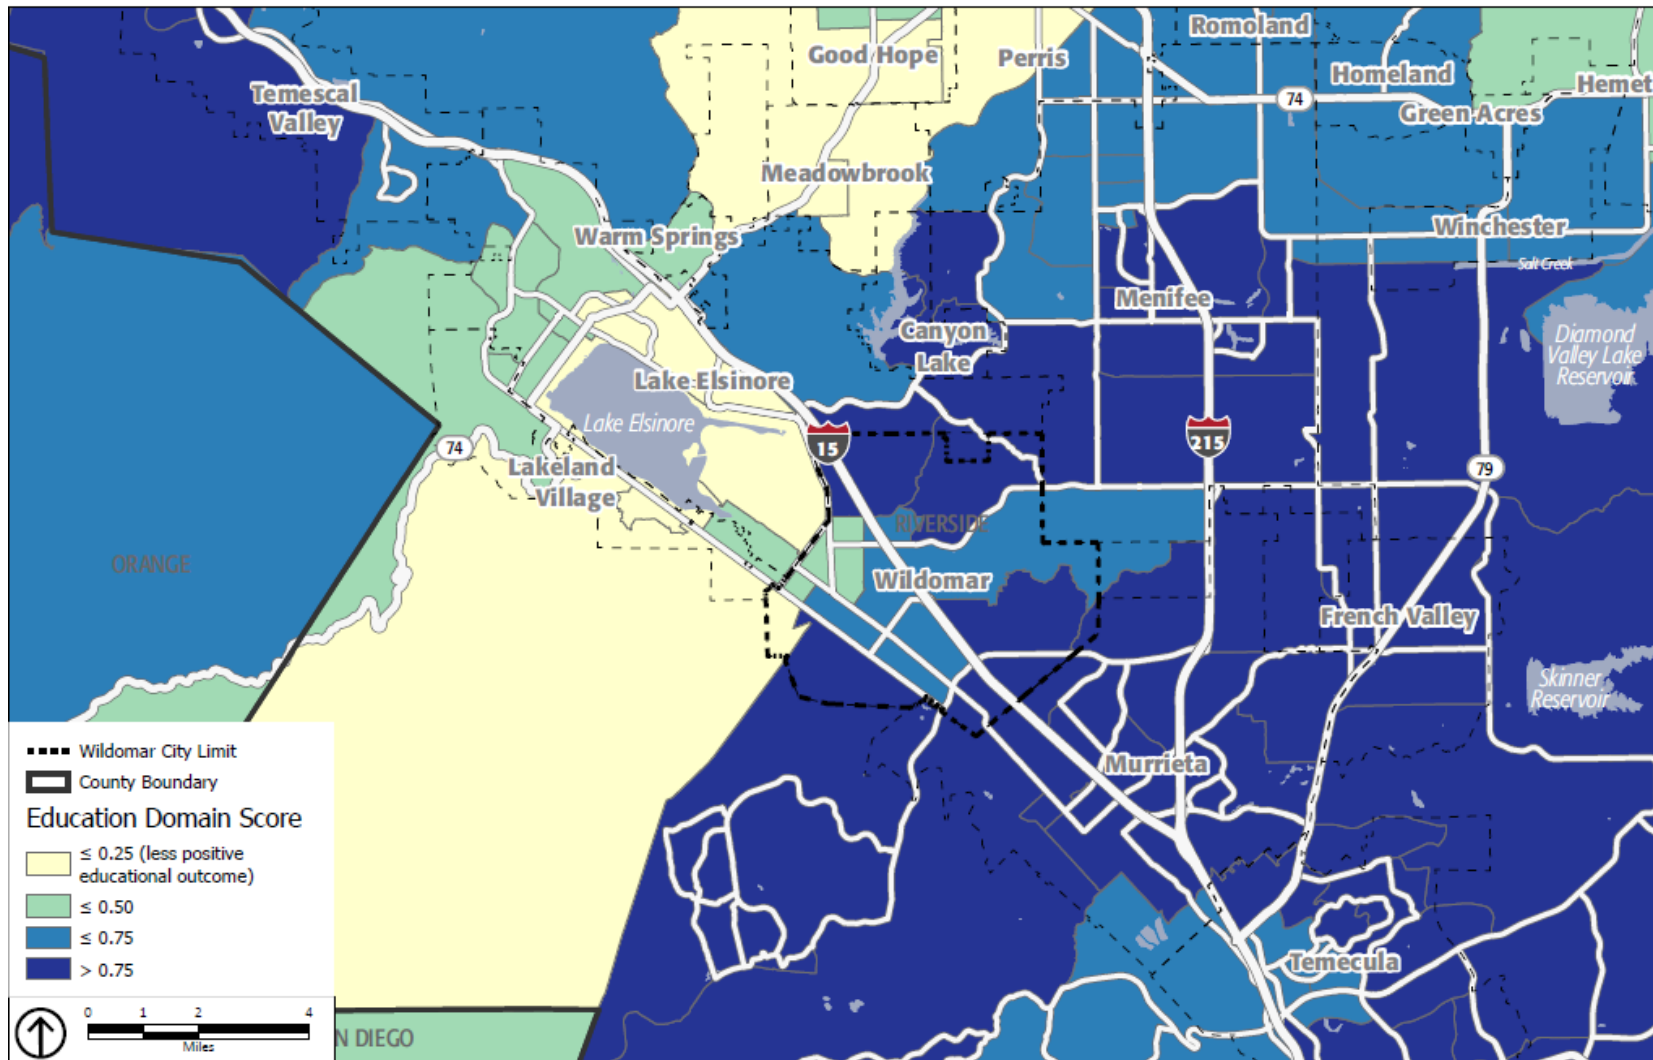 Romoland
Good Hope
Perris
Homeland
Temescal
Valley
74
Hemet
Green Acres
Meadowbrook
Warm Springs
Winchester
Salt Creek
Menifee
Canyon
Lake
Diamond
Valley Lake
Reservoir
Lake Elsinore
Lake Elsinore
15
215
74
79
Lakeland
Village
RIVERSIDE
ORANGE
Wildomar
French Valley
Skinner
Reservoir
Murrieta
Temecula
Wildomar City Limit
County Boundary
Education Domain Score
≤ 0.25 (less positive
educational outcome)
≤ 0.50
≤ 0.75
> 0.75
0 1 2 4
Miles
N DIEGO